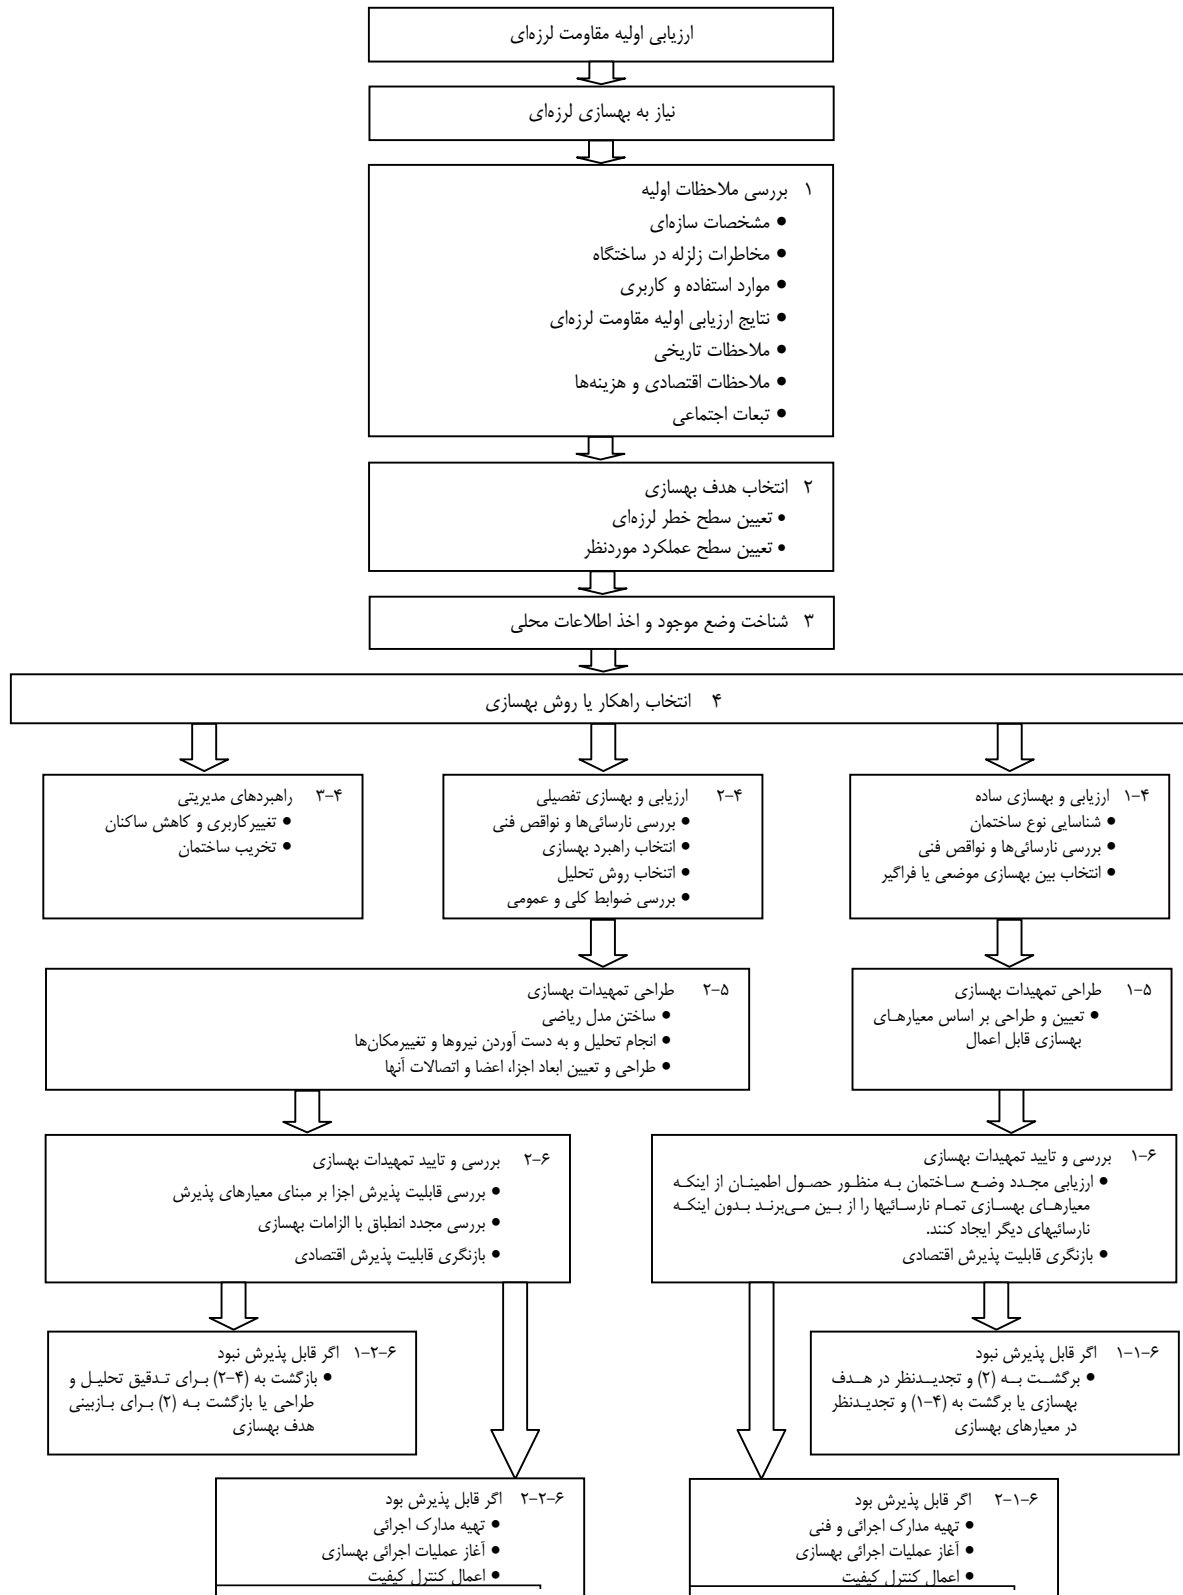 ارزیابی اولیه مقاومت لرزه‌ای
نیاز به بهسازی لرزه‌ای
۱ بررسی ملاحظات اولیه
• مشخصات سازه‌ای
• مخاطرات زلزله در ساختگاه
• موارد استفاده و کاربری
• نتایج ارزیابی اولیه مقاومت لرزه‌ای
• ملاحظات تاریخی
• ملاحظات اقتصادی و هزینه‌ها
• تبعات اجتماعی
۲ انتخاب هدف بهسازی
• تعیین سطح خطر لرزه‌ای
• تعیین سطح عملکرد موردنظر
۳ شناخت وضع موجود و اخذ اطلاعات محلی
۴ انتخاب راهکار یا روش بهسازی
۴-۱ ارزیابی و بهسازی ساده
• شناسایی نوع ساختمان
• بررسی نارسائی‌ها و نواقص فنی
• انتخاب بین بهسازی موضعی یا فراگیر
۴-۲ ارزیابی و بهسازی تفصیلی
• بررسی نارسائی‌ها و نواقص فنی
• انتخاب راهبرد بهسازی
• اتنخاب روش تحلیل
• بررسی ضوابط کلی و عمومی
۴-۳ راهبردهای مدیریتی
• تغییرکاربری و کاهش ساکنان
• تخریب ساختمان
۵-۱ طراحی تمهیدات بهسازی
• تعیین و طراحی بر اساس معیارهای
بهسازی قابل اعمال
۵-۲ طراحی تمهیدات بهسازی
• ساختن مدل ریاضی
• انجام تحلیل و به دست آوردن نیروها و تغییرمکان‌ها
• طراحی و تعیین ابعاد اجزا، اعضا و اتصالات آنها
۶-۱ بررسی و تایید تمهیدات بهسازی
• ارزیابی مجدد وضع ساختمان به منظور حصول اطمینان از اینکه
معیارهای بهسازی تمام نارسائیها را از بین می‌برند بدون اینکه
نارسائیهای دیگر ایجاد کنند.
• بازنگری قابلیت پذیرش اقتصادی
۶-۲ بررسی و تایید تمهیدات بهسازی
• بررسی قابلیت پذیرش اجزا بر مبنای معیارهای پذیرش
• بررسی مجدد انطباق با الزامات بهسازی
• بازنگری قابلیت پذیرش اقتصادی
۶-۱-۱ اگر قابل پذیرش نبود
• برگشت به (۲) و تجدیدنظر در هدف
بهسازی یا برگشت به (۴-۱) و تجدیدنظر
در معیارهای بهسازی
۶-۲-۱ اگر قابل پذیرش نبود
• بازگشت به (۴-۲) برای تدقیق تحلیل و
طراحی یا بازگشت به (۲) برای بازبینی
هدف بهسازی
۶-۱-۲ اگر قابل پذیرش بود
• تهیه مدارک اجرائی و فنی
• آغاز عملیات اجرائی بهسازی
• اعمال کنترل کیفیت
۶-۲-۲ اگر قابل پذیرش بود
• تهیه مدارک اجرائی
• آغاز عملیات اجرائی بهسازی
• اعمال کنترل کیفیت